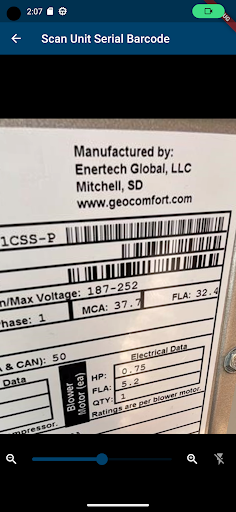 2:07
Scan Unit Serial Barcode
Manufactured by:
Enertech Global, LLC
Mitchell, SD
www.geocomfort.com
1CSS-P
n/Max Voltage: 187-252
hase: 1
MCA: 37.7
FLA: 32.4
A & CAN): 50
Data
Blower
Motor (ea)
Electrical Data
HP: 0.75
FLA: 5.2
QTY: 1
Ratings are per blower motor.
mpressor.